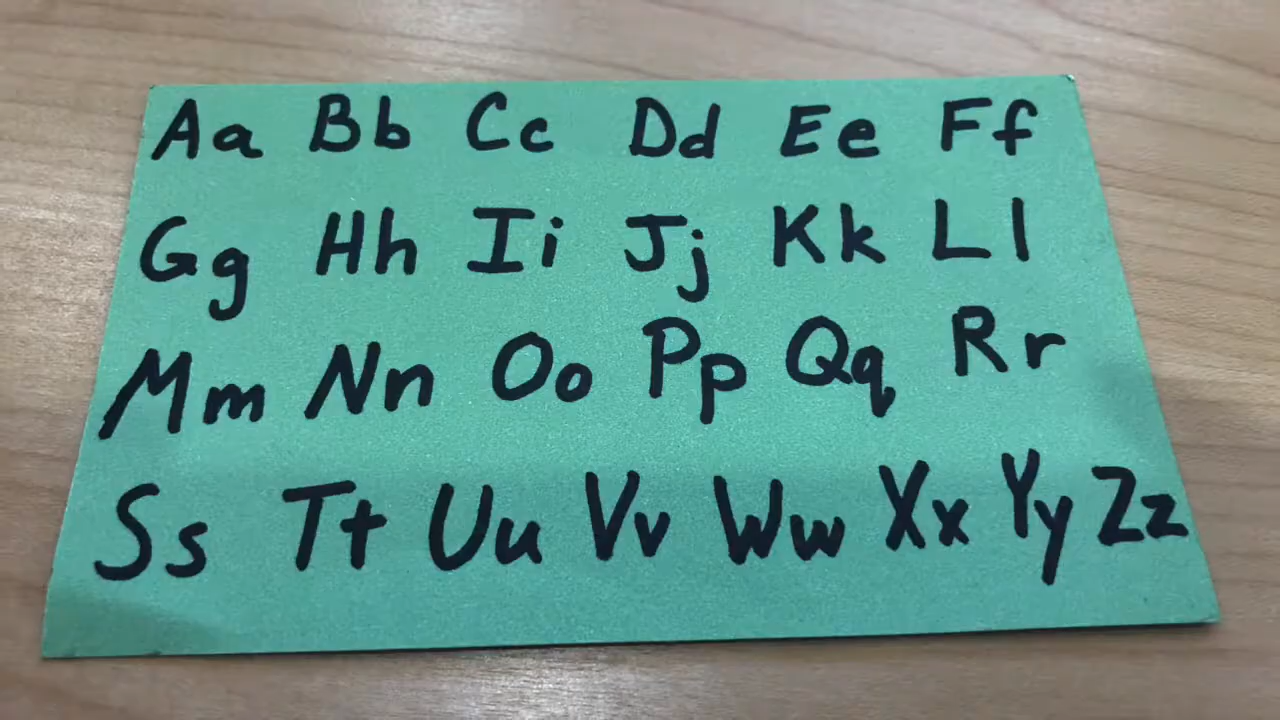 Aa Bb Cc Dd Ee Ff
Gg Hh Ii Jj Kk Ll
Mm Nn Oo Pp Qq Rr
Ss Tt Uu Vv Ww Xx Yy Zz